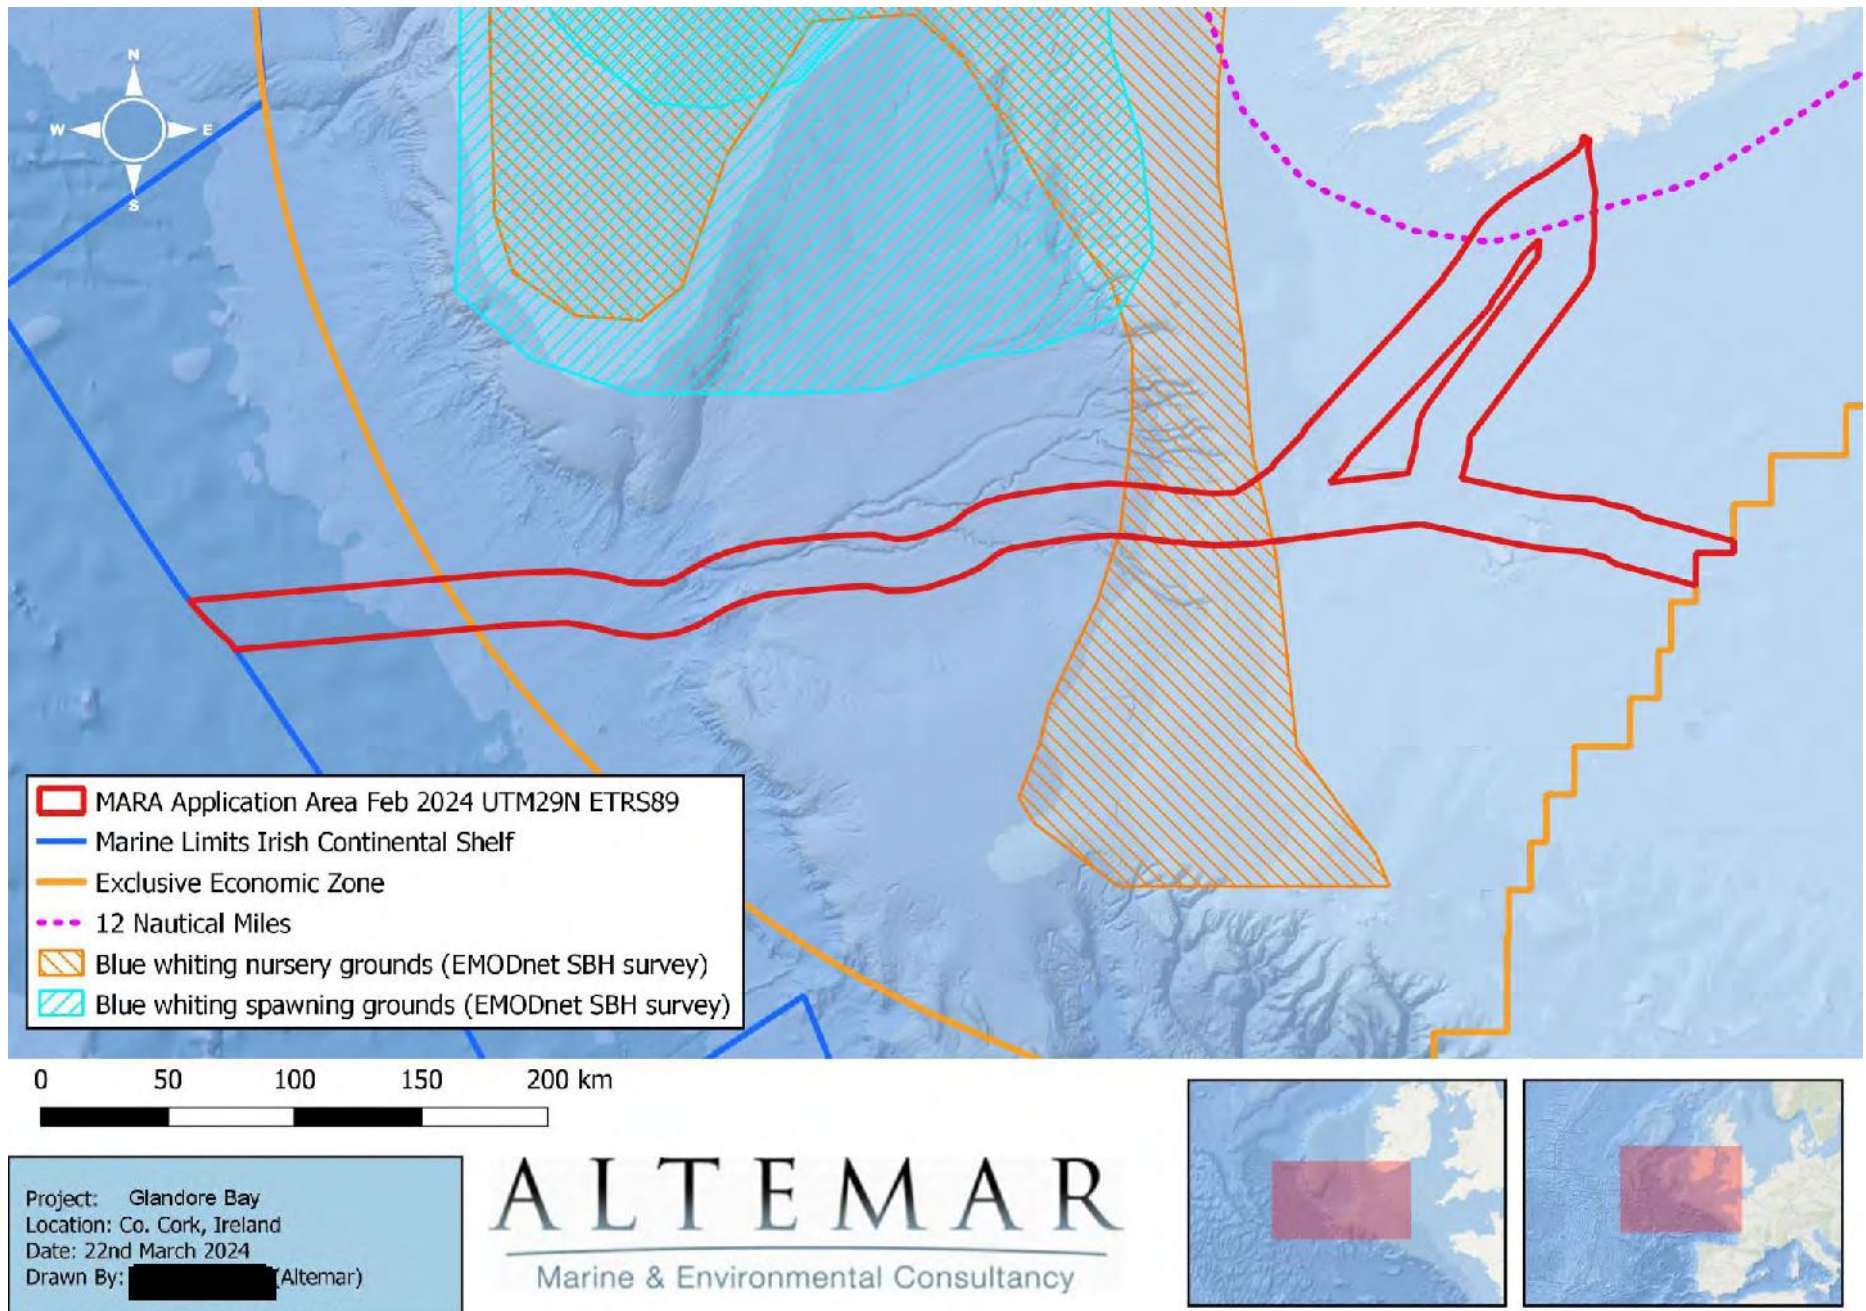 N
W E
S
MARA Application Area Feb 2024 UTM29N ETRS89
Marine Limits Irish Continental Shelf
Exclusive Economic Zone
12 Nautical Miles
Blue whiting nursery grounds (EMODnet SBH survey)
Blue whiting spawning grounds (EMODnet SBH survey)
0 50 100 150 200 km
Project: Glandore Bay
Location: Co. Cork, Ireland
Date: 22nd March 2024
Drawn By: (Altemar)
ALTEMAR
Marine & Environmental Consultancy